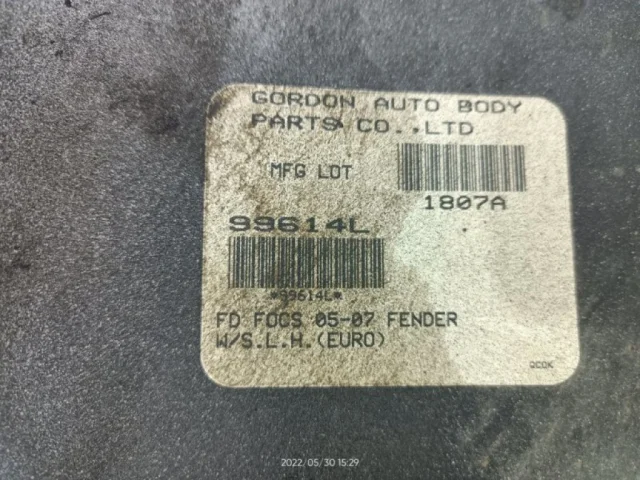 GORDON AUTO BODY
PARTS CO.,LTD
MFG LOT
1807A
99614L
*99614L*
FD FOCS 05-07 FENDER
W/S.L.H.(EURO)
QCOK
2022/05/30 15:29